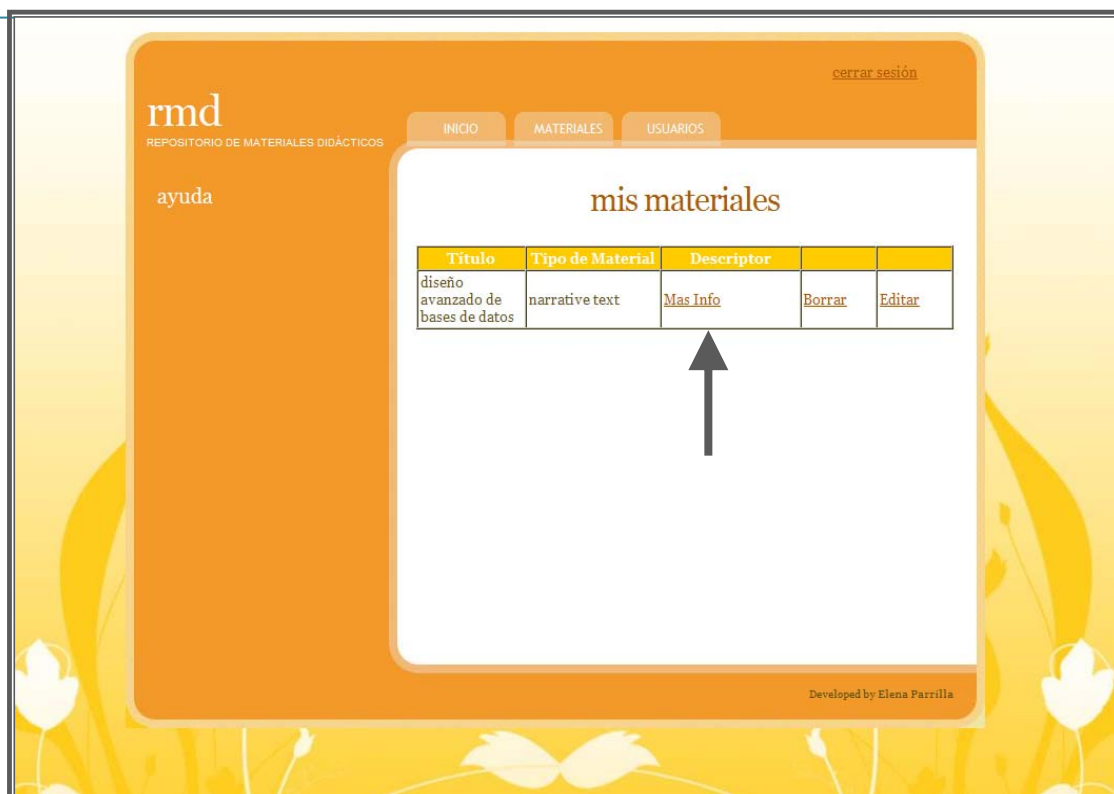 cerrar sesión
rmd
REPOSITORIO DE MATERIALES DIDÁCTICOS
INICIO MATERIALES USUARIOS
ayuda
mis materiales
Título Tipo de Material Descriptor
diseño
avanzado de
bases de datos
narrative text Mas Info Borrar Editar
Developed by Elena Parrilla